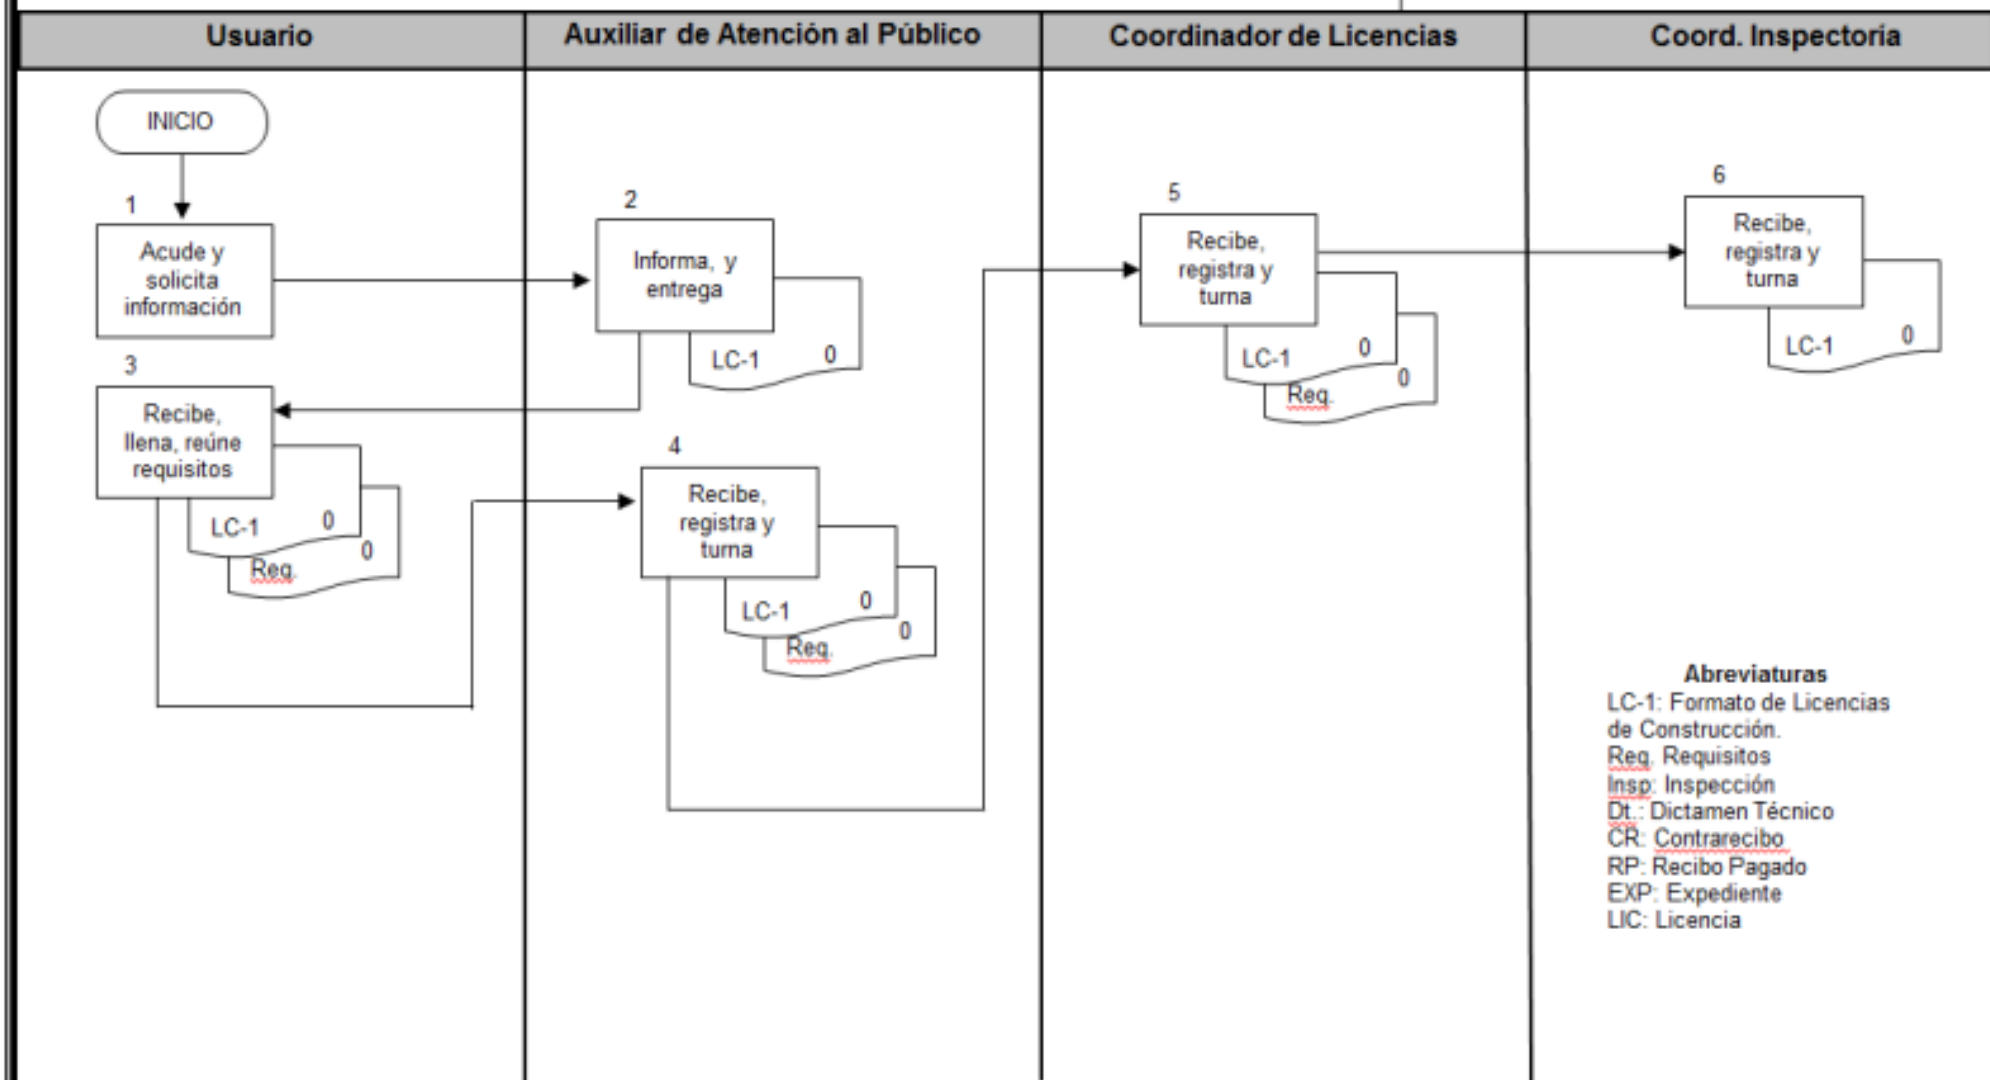 Usuario
Auxiliar de Atención al Público
Coordinador de Licencias
Coord. Inspectoría
INICIO
1
Acude y
solicita
información
2
Informa, y
entrega
LC-1 0
3
Recibe,
llena, reúne
requisitos
LC-1 0
Req. 0
4
Recibe,
registra y
turna
LC-1 0
Req. 0
5
Recibe,
registra y
turna
LC-1 0
Req. 0
6
Recibe,
registra y
turna
LC-1 0
Abreviaturas
LC-1: Formato de Licencias
de Construcción.
Req. Requisitos
Insp: Inspección
Dt.: Dictamen Técnico
CR: Contrarecibo
RP: Recibo Pagado
EXP: Expediente
LIC: Licencia